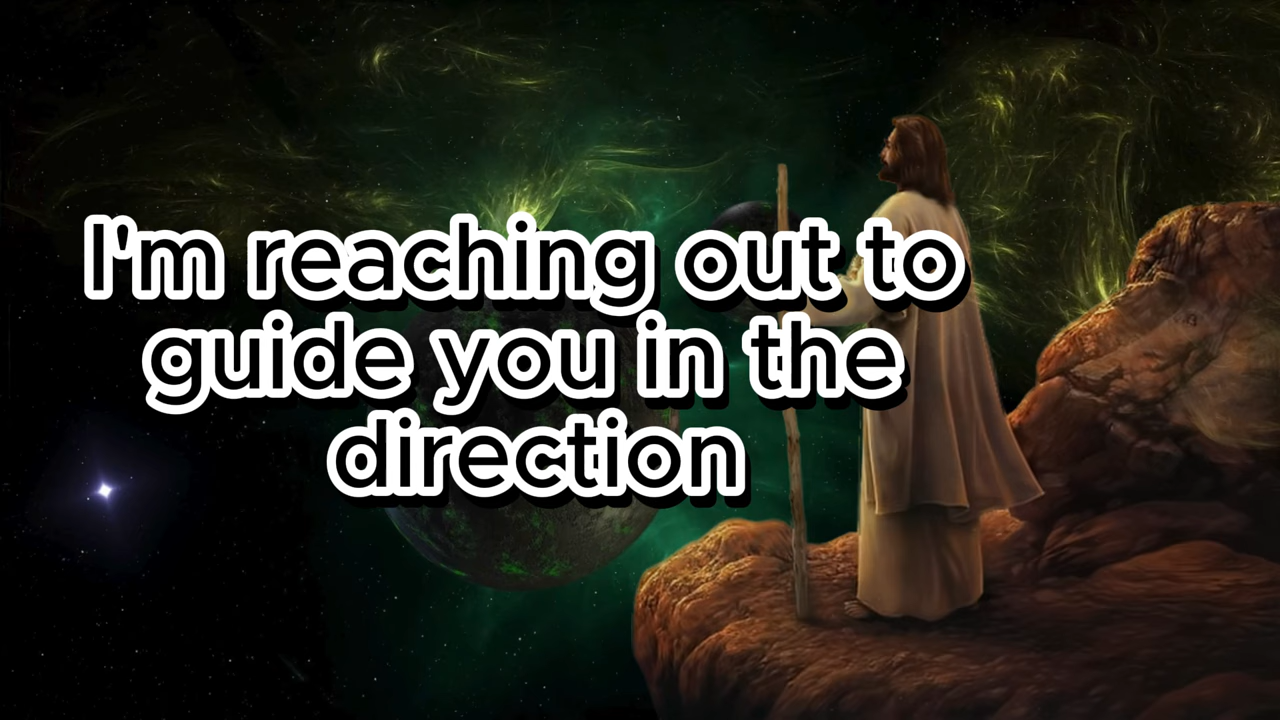 I'm reaching out to
guide you in the
direction